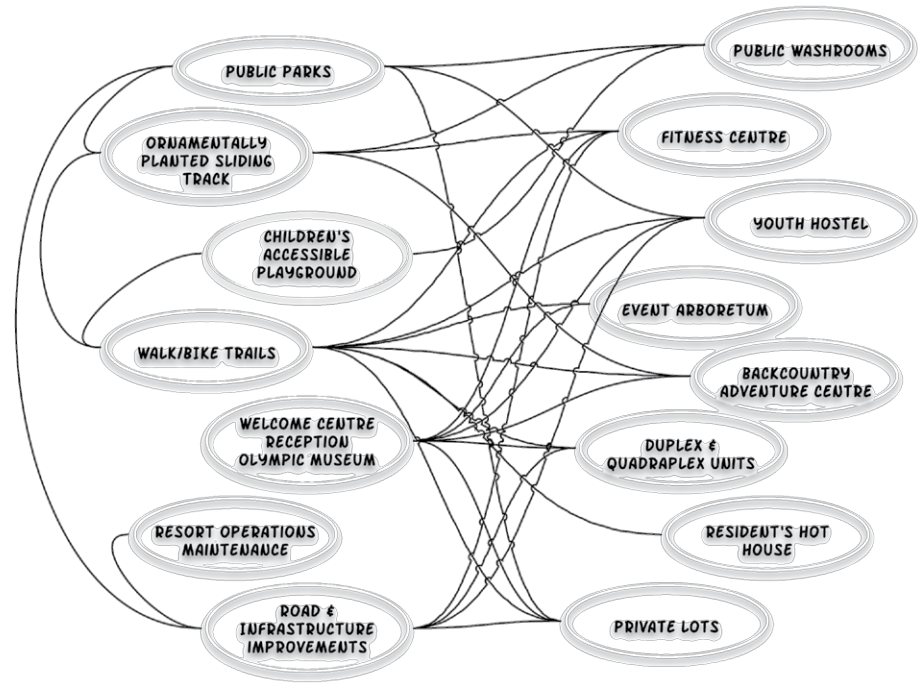 PUBLIC PARKS
ORNAMENTALLY
PLANTED SLIDING
TRACK
CHILDREN'S
ACCESSIBLE
PLAYGROUND
WALK/BIKE TRAILS
WELCOME CENTRE
RECEPTION
OLYMPIC MUSEUM
RESORT OPERATIONS
MAINTENANCE
ROAD &
INFRASTRUCTURE
IMPROVEMENTS
PUBLIC WASHROOMS
FITNESS CENTRE
YOUTH HOSTEL
EVENT ARBORETUM
BACKCOUNTRY
ADVENTURE CENTRE
DUPLEX &
QUADRAPLEX UNITS
RESIDENT'S HOT
HOUSE
PRIVATE LOTS